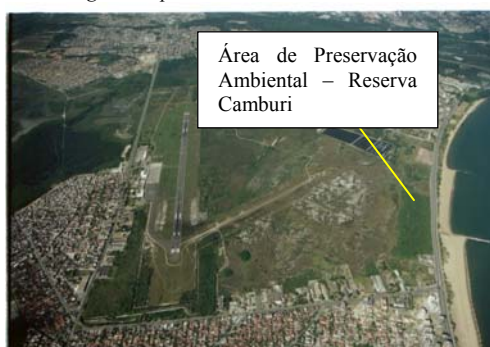 Área de Preservação
Ambiental – Reserva
Camburi